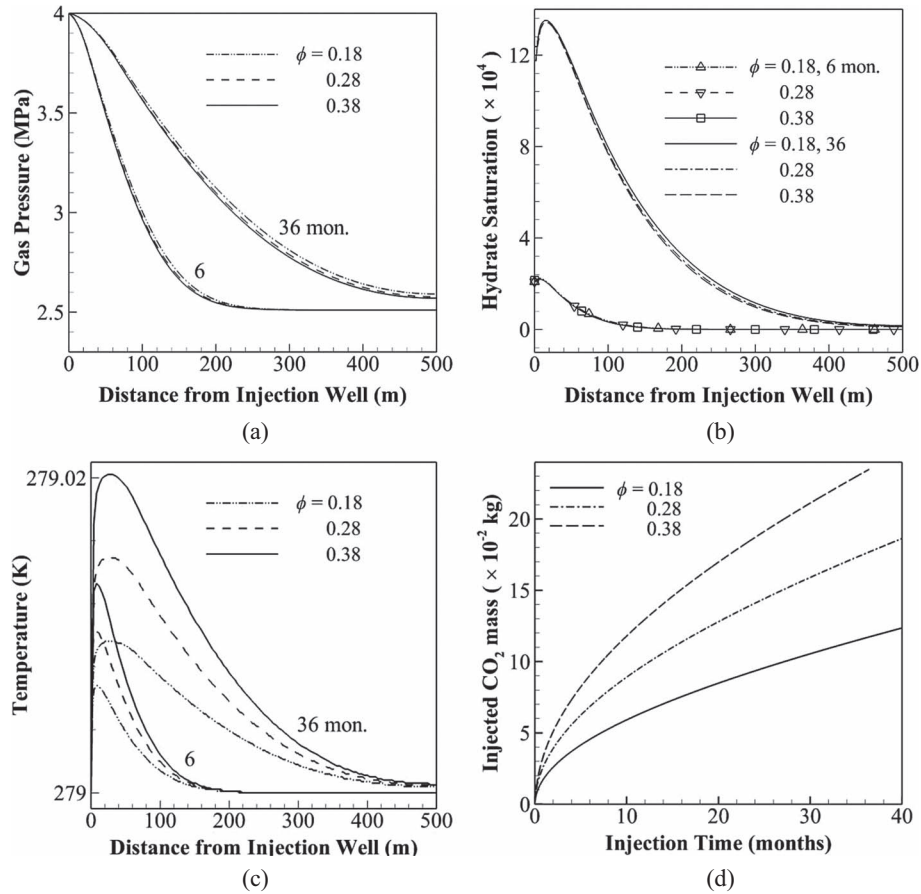 4
3.5
3
2.5
0
100
200
300
400
500
Gas Pressure (MPa)
ϕ = 0.18
0.28
0.38
36 mon.
6
Distance from Injection Well (m)
(a)
12
8
4
0
0
100
200
300
400
500
Hydrate Saturation ( × 10⁴)
ϕ = 0.18, 6 mon.
0.28
0.38
ϕ = 0.18, 36
0.28
0.38
Distance from Injection Well (m)
(b)
279.02
279
0
100
200
300
400
500
Temperature (K)
ϕ = 0.18
0.28
0.38
36 mon.
6
Distance from Injection Well (m)
(c)
20
15
10
5
0
0
10
20
30
40
Injected CO₂ mass ( × 10⁻² kg)
ϕ = 0.18
0.28
0.38
Injection Time (months)
(d)